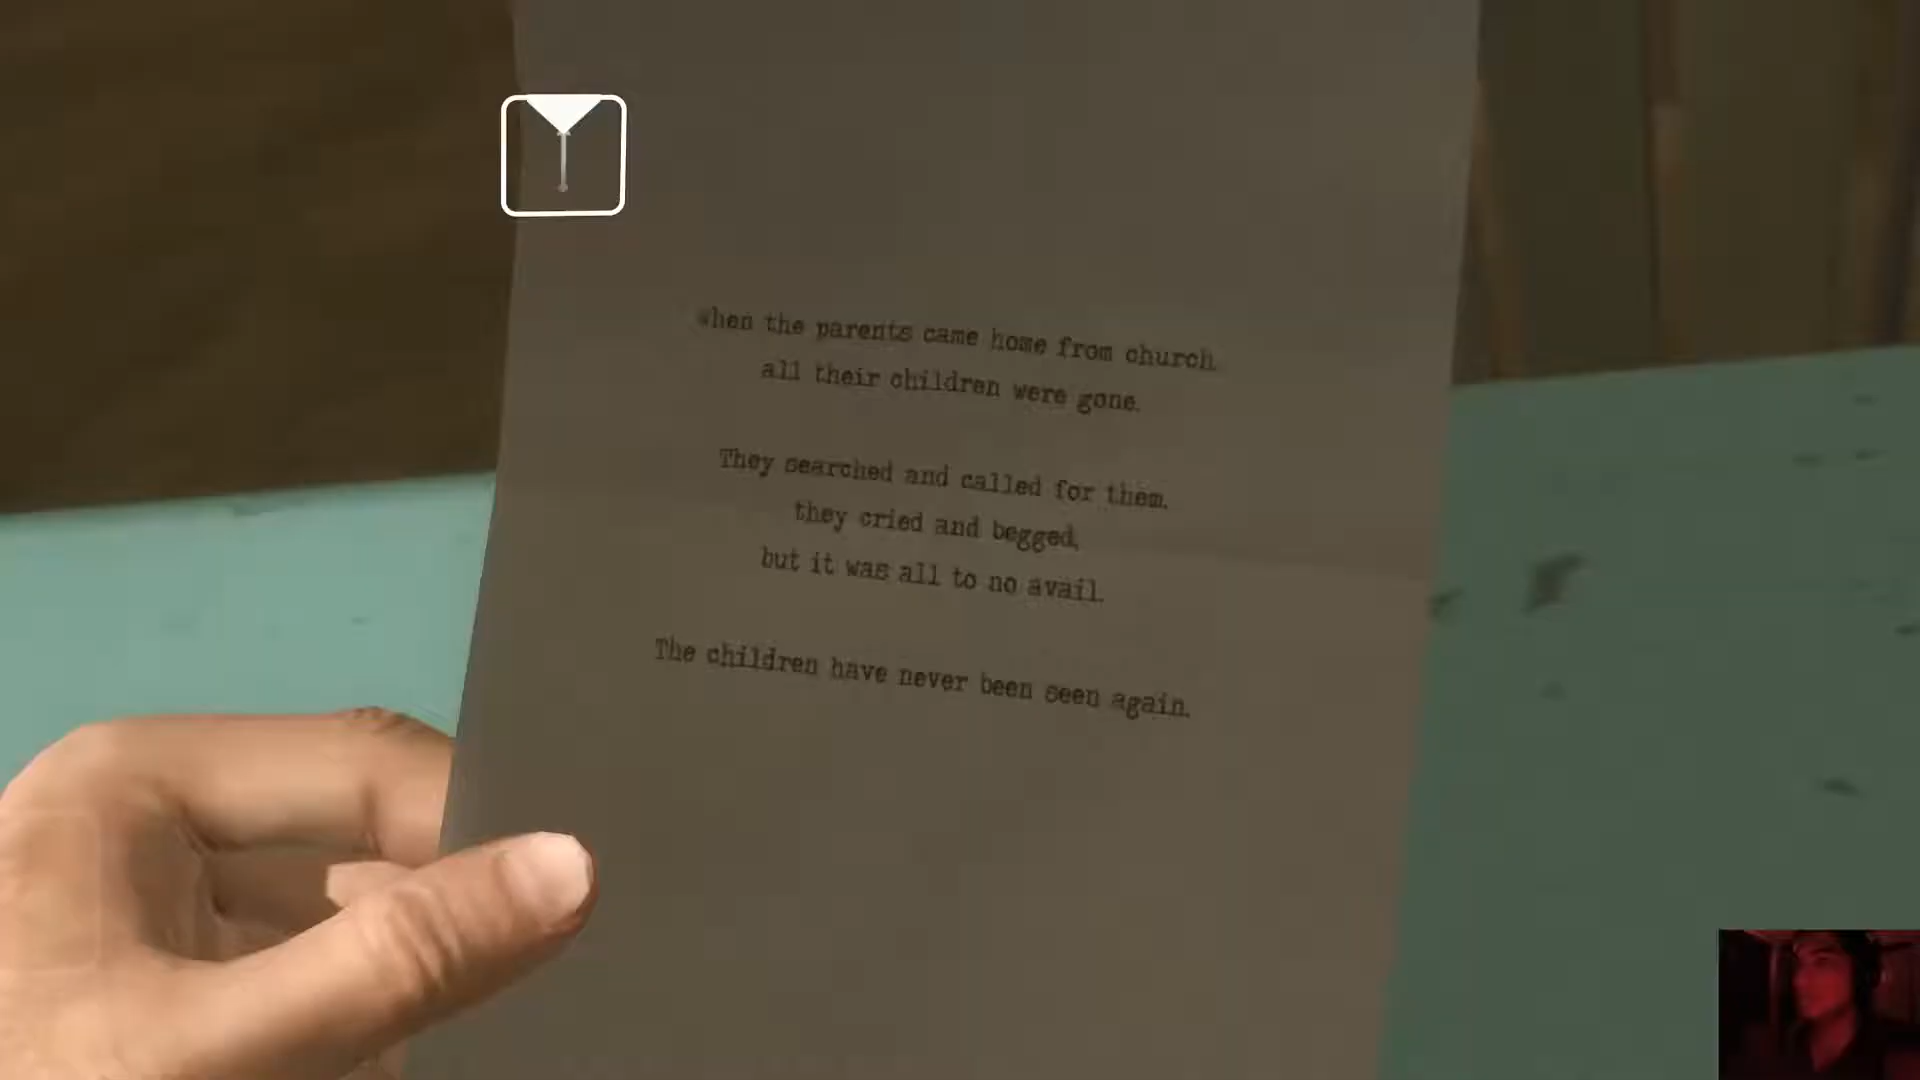 When the parents came home from church.
all their children were gone.
They searched and called for them.
they cried and begged,
but it was all to no avail.
The children have never been seen again.